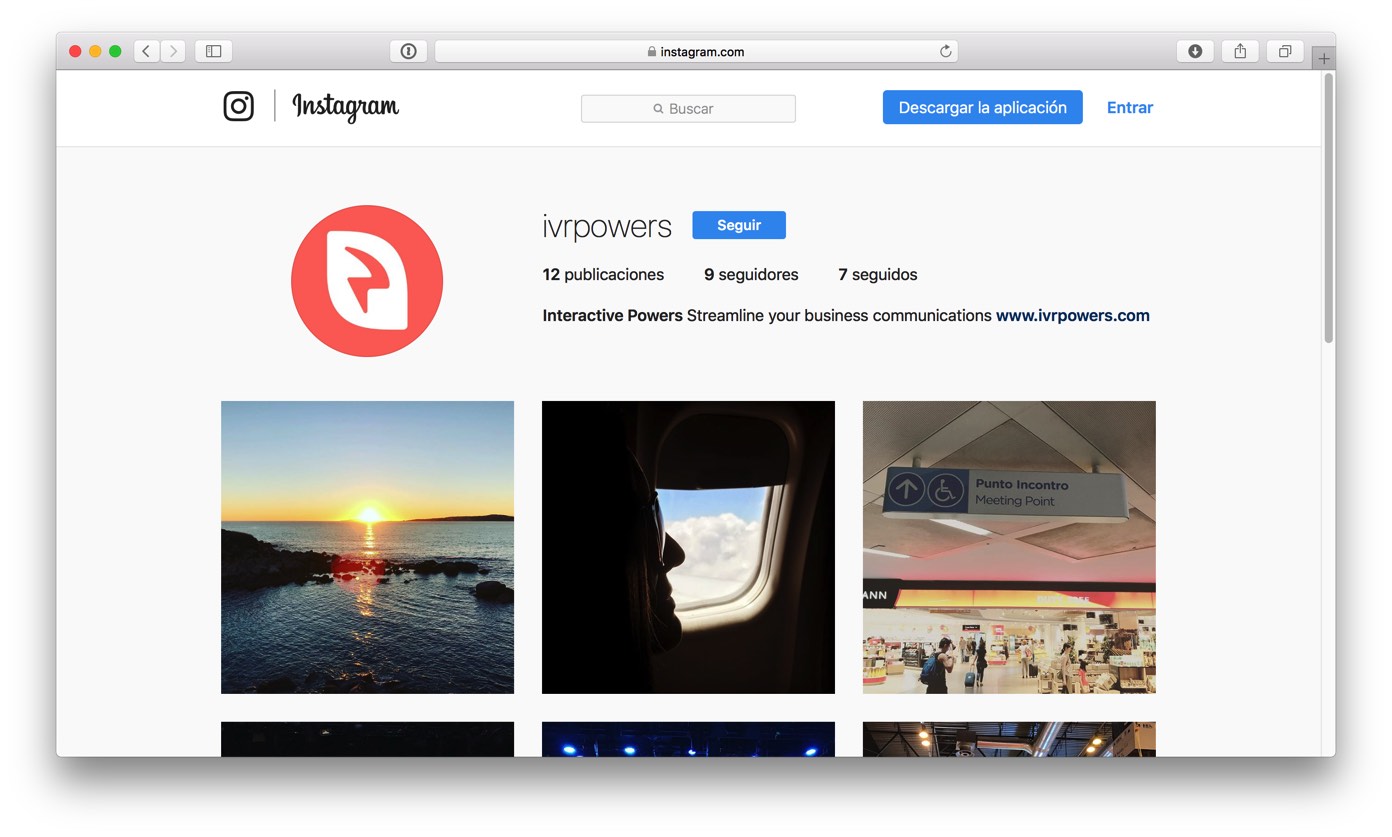 instagram.com
Instagram
Buscar
Descargar la aplicación
Entrar
ivrpowers
Seguir
12 publicaciones
9 seguidores
7 seguidos
Interactive Powers Streamline your business communications www.ivrpowers.com
Punto Incontro
Meeting Point
ANN